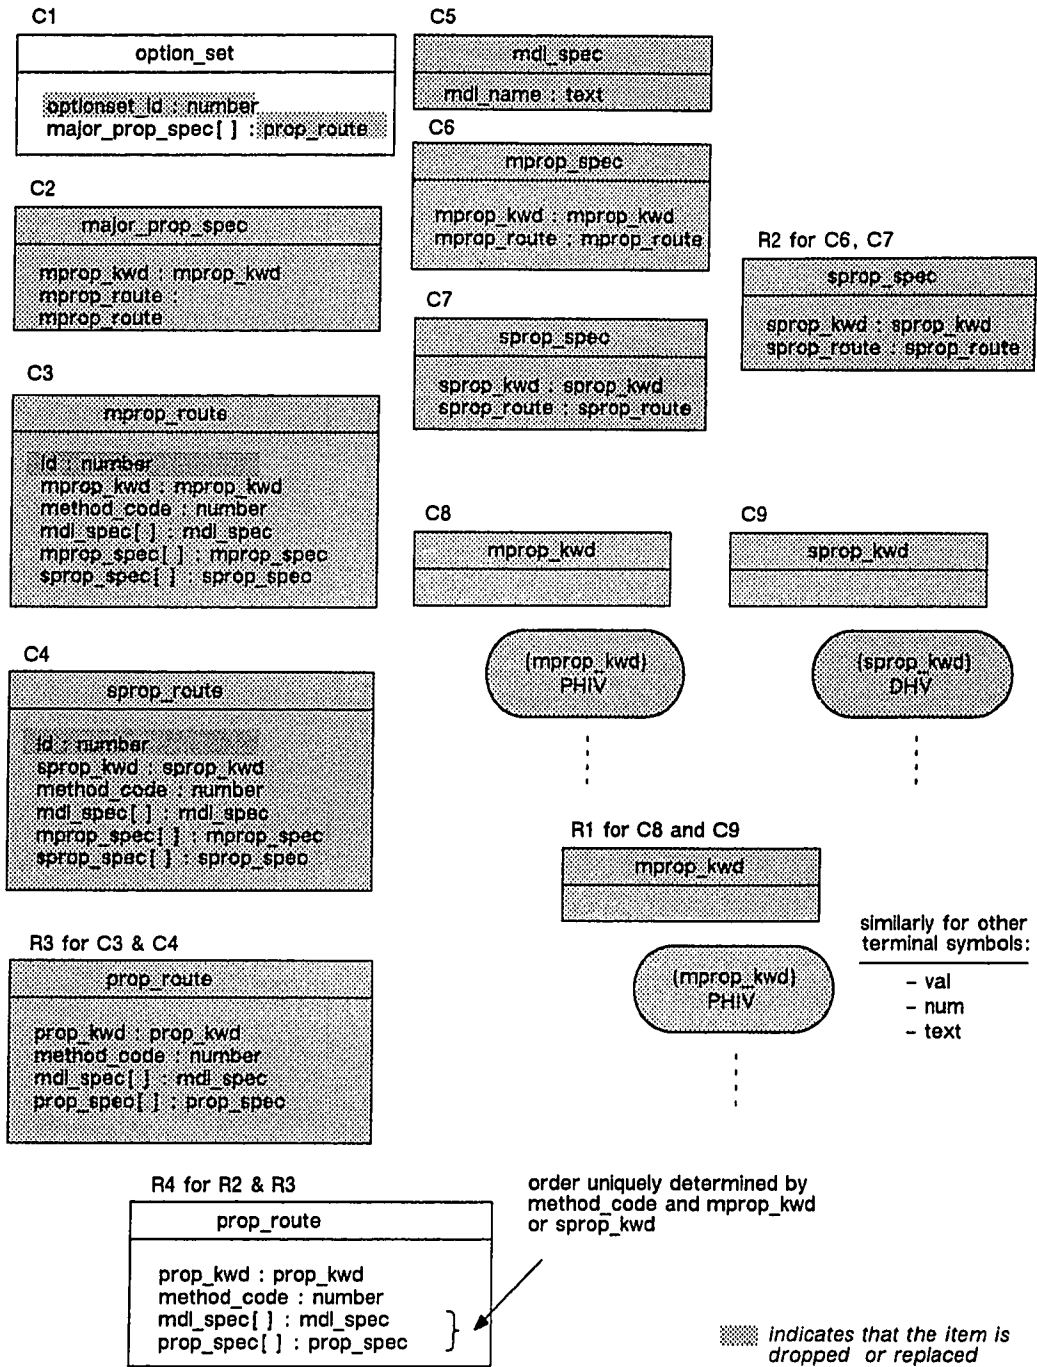 C1
option_set
optionset_id : number
major_prop_spec[ ] : prop_route
C2
major_prop_spec
mprop_kwd : mprop_kwd
mprop_route :
mprop_route
C3
mprop_route
id : number
mprop_kwd : mprop_kwd
method_code : number
mdl_spec[ ] : mdl_spec
mprop_spec[ ] : mprop_spec
sprop_spec[ ] : sprop_spec
C4
sprop_route
id : number
sprop_kwd : sprop_kwd
method_code : number
mdl_spec[ ] : mdl_spec
mprop_spec[ ] : mprop_spec
sprop_spec[ ] : sprop_spec
R3 for C3 & C4
prop_route
prop_kwd : prop_kwd
method_code : number
mdl_spec[ ] : mdl_spec
prop_spec[ ] : prop_spec
C5
mdl_spec
mdl_name : text
C6
mprop_spec
mprop_kwd : mprop_kwd
mprop_route : mprop_route
C7
sprop_spec
sprop_kwd : sprop_kwd
sprop_route : sprop_route
R2 for C6, C7
sprop_spec
sprop_kwd : sprop_kwd
sprop_route : sprop_route
C8
mprop_kwd
(mprop_kwd)
PHIV
C9
sprop_kwd
(sprop_kwd)
DHV
R1 for C8 and C9
mprop_kwd
(mprop_kwd)
PHIV
similarly for other
terminal symbols:
– val
– num
– text
R4 for R2 & R3
prop_route
prop_kwd : prop_kwd
method_code : number
mdl_spec[ ] : mdl_spec
prop_spec[ ] : prop_spec
order uniquely determined by
method_code and mprop_kwd
or sprop_kwd
indicates that the item is
dropped or replaced